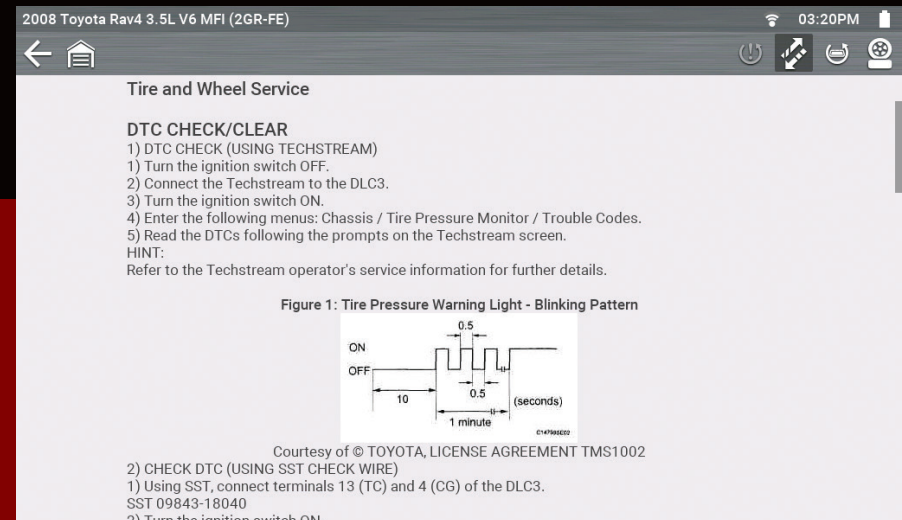 2008 Toyota Rav4 3.5L V6 MFI (2GR-FE)
03:20PM
Tire and Wheel Service
DTC CHECK/CLEAR
1) DTC CHECK (USING TECHSTREAM)
1) Turn the ignition switch OFF.
2) Connect the Techstream to the DLC3.
3) Turn the ignition switch ON.
4) Enter the following menus: Chassis / Tire Pressure Monitor / Trouble Codes.
5) Read the DTCs following the prompts on the Techstream screen.
HINT:
Refer to the Techstream operator's service information for further details.
Figure 1: Tire Pressure Warning Light - Blinking Pattern
0.5
ON
OFF
10
0.5
(seconds)
1 minute
Courtesy of © TOYOTA, LICENSE AGREEMENT TMS1002
2) CHECK DTC (USING SST CHECK WIRE)
1) Using SST, connect terminals 13 (TC) and 4 (CG) of the DLC3.
SST 09843-18040
2) Turn the ignition switch ON.